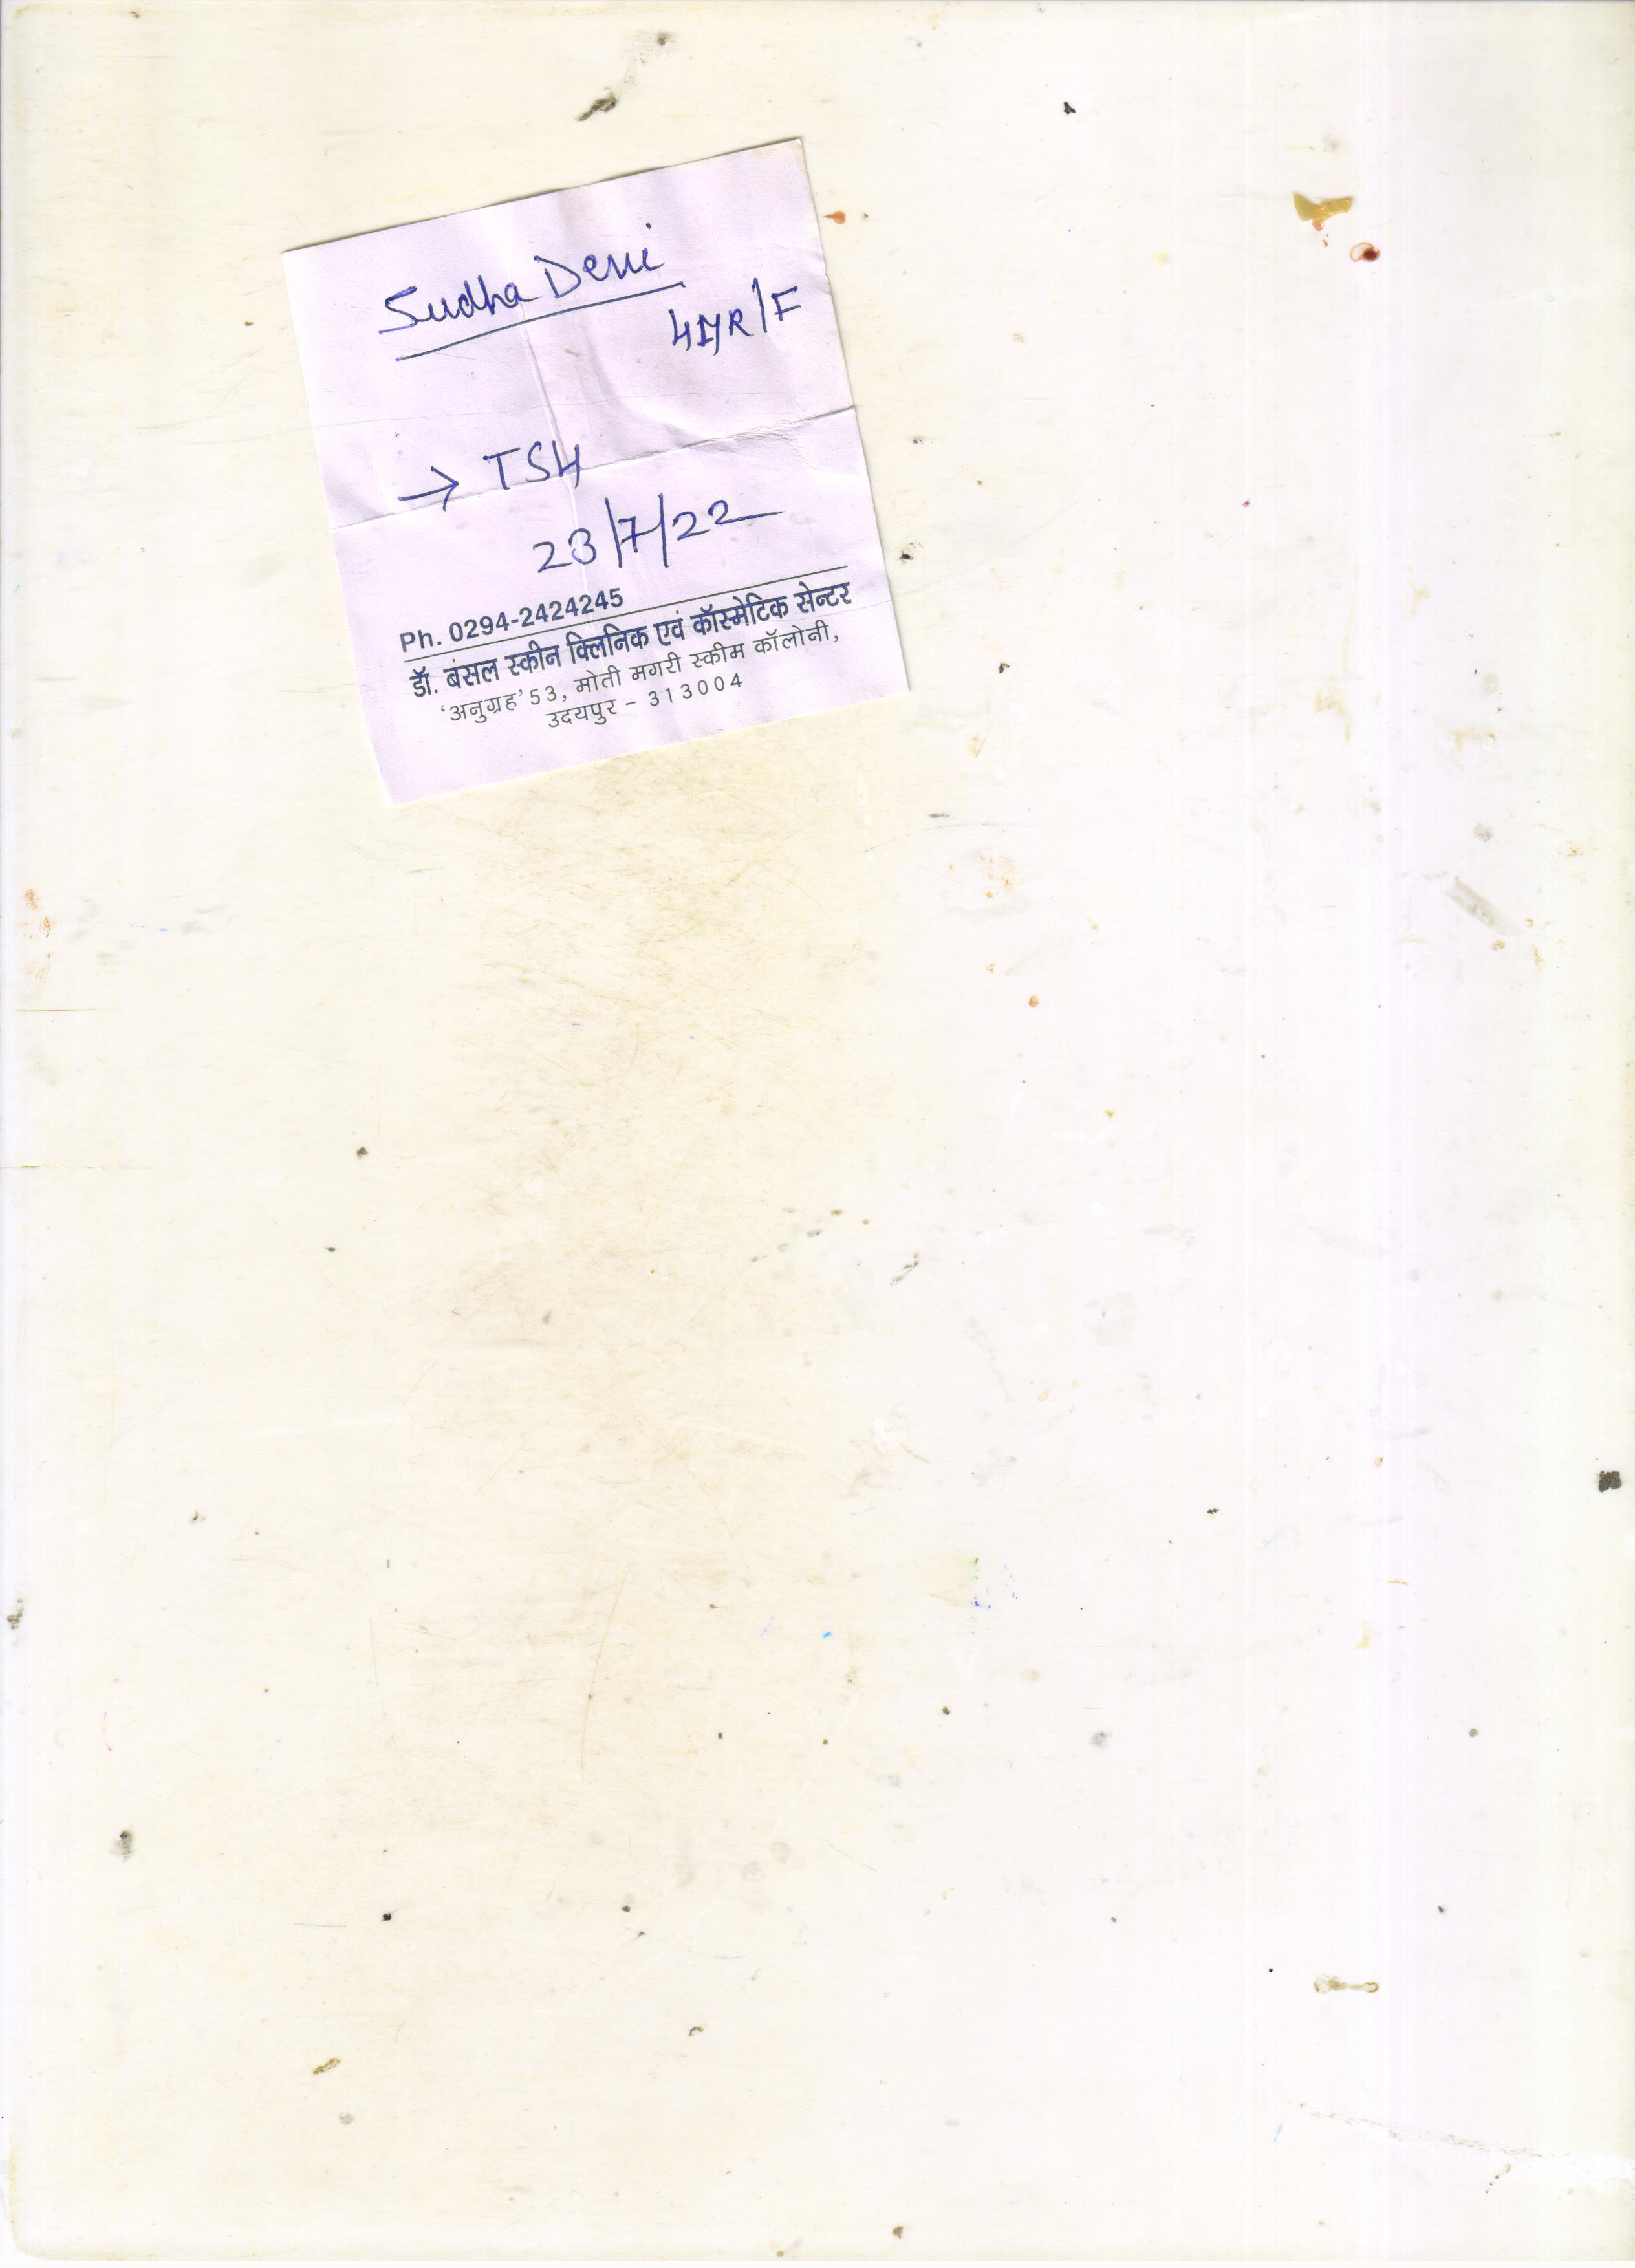 Sudha Devi
41YR/F
→ TSH
23/7/22
Ph. 0294-2424245
डॉ. बंसल स्कीन क्लिनिक एवं कॉस्मेटिक सेन्टर
'अनुग्रह' 53, मोती मगरी स्कीम कॉलोनी,
उदयपुर – 313004